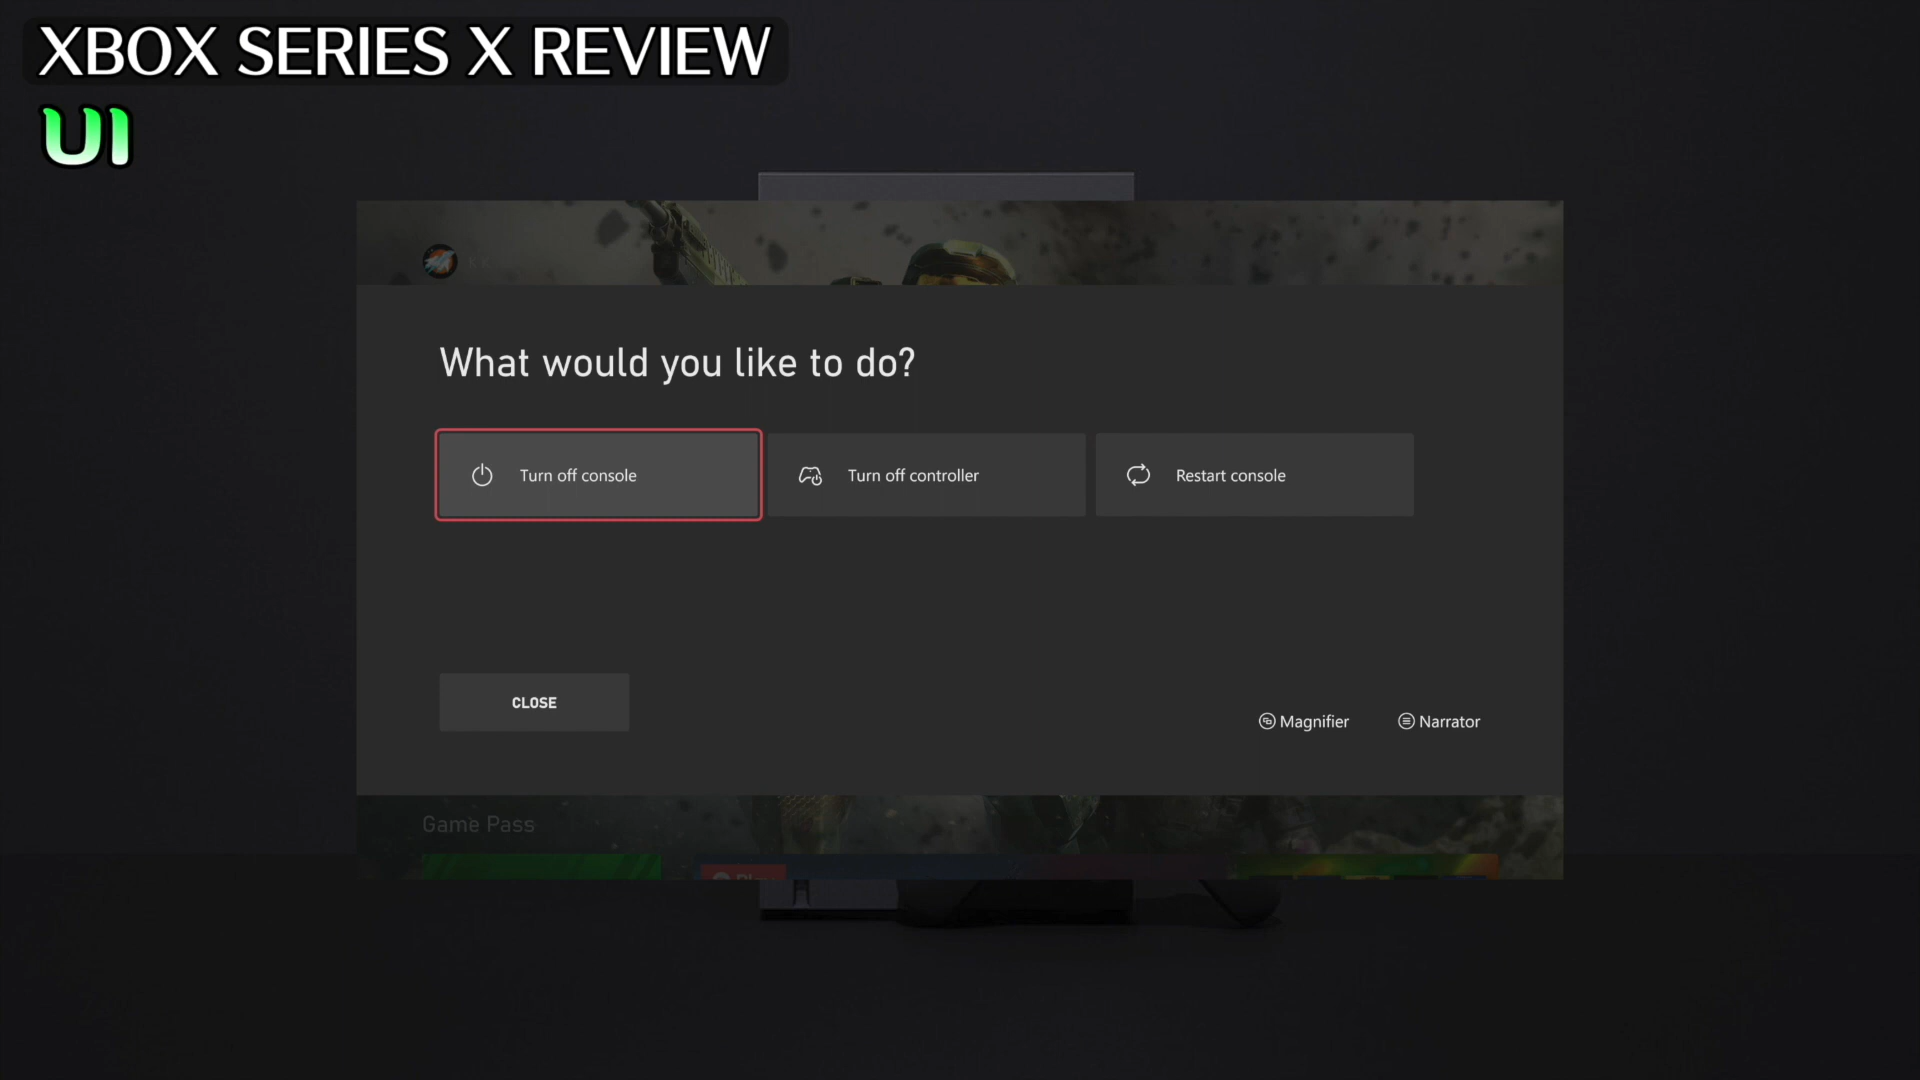 XBOX SERIES X REVIEW
UI
What would you like to do?
Turn off console
Turn off controller
Restart console
CLOSE
Magnifier
Narrator
Game Pass